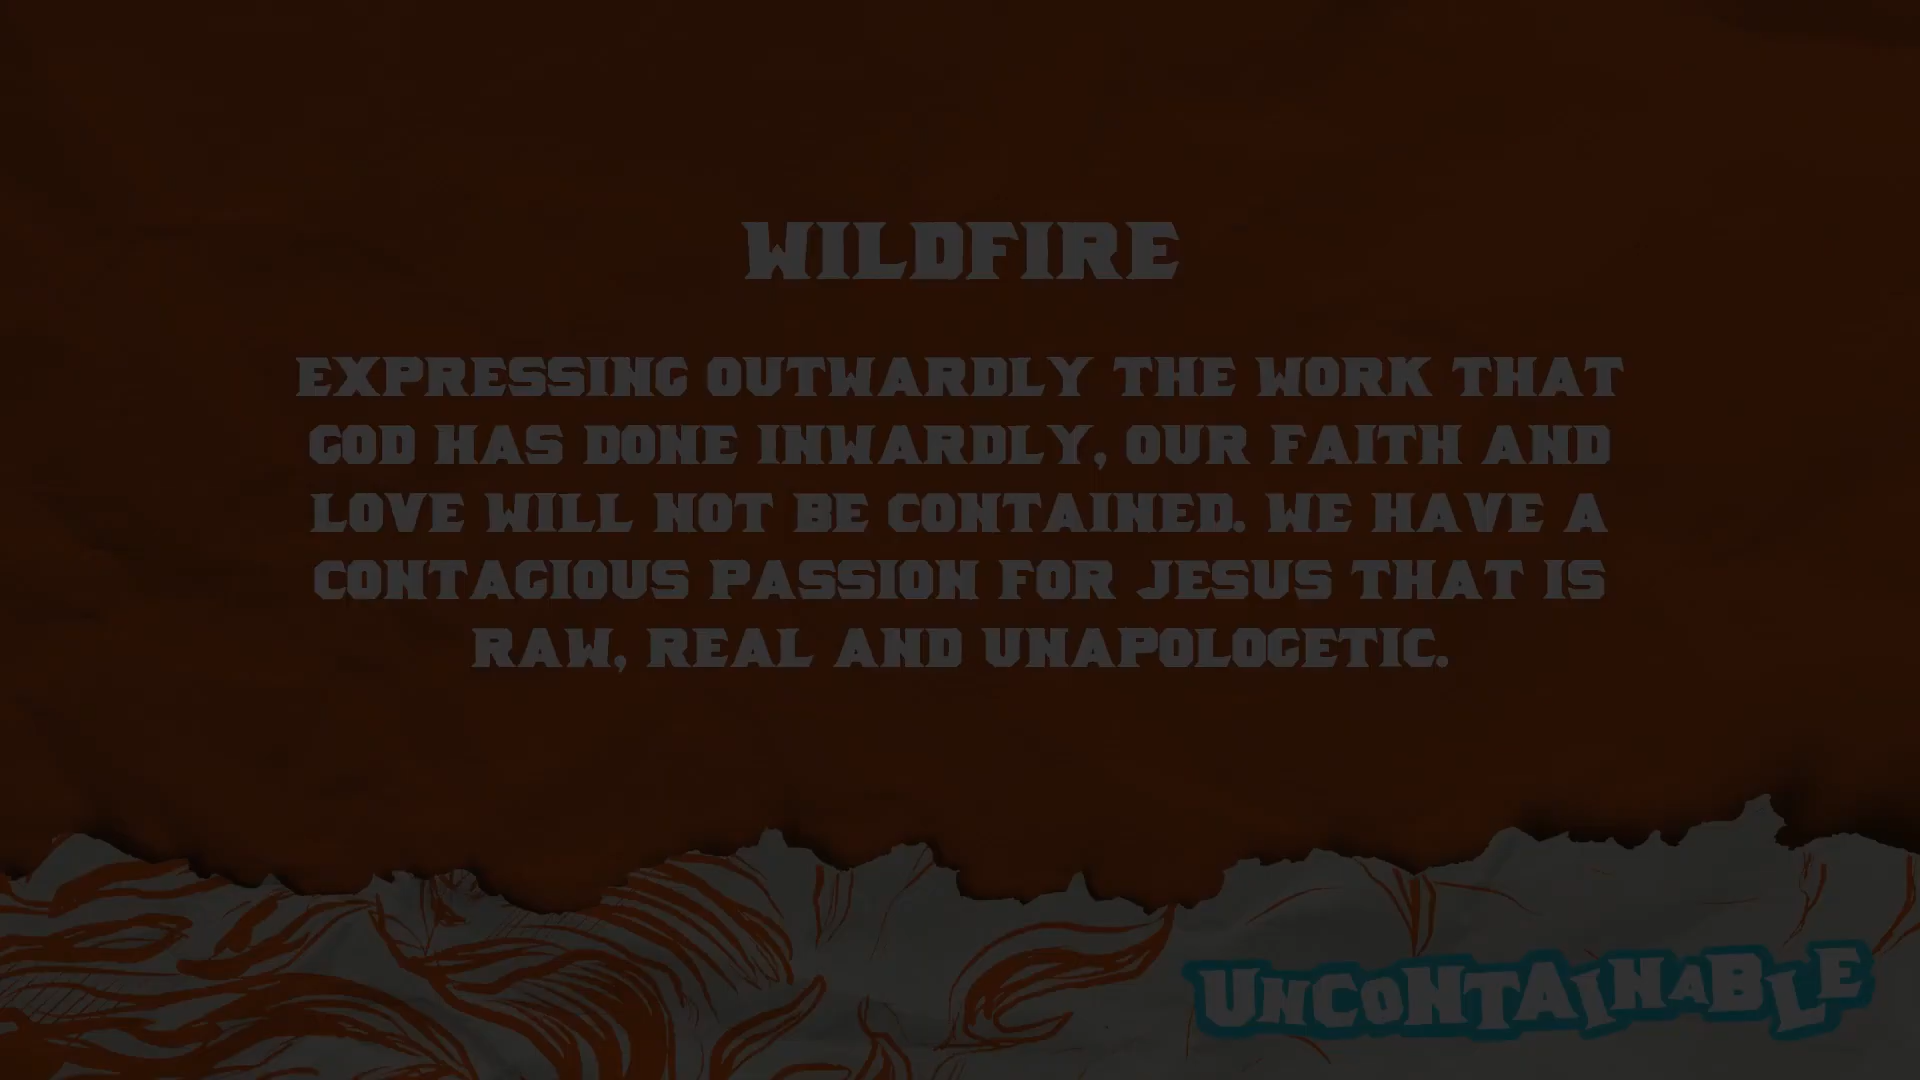 WILDFIRE
EXPRESSING OUTWARDLY THE WORK THAT
GOD HAS DONE INWARDLY, OUR FAITH AND
LOVE WILL NOT BE CONTAINED. WE HAVE A
CONTAGIOUS PASSION FOR JESUS THAT IS
RAW, REAL AND UNAPOLOGETIC.
UNCONTAINABLE